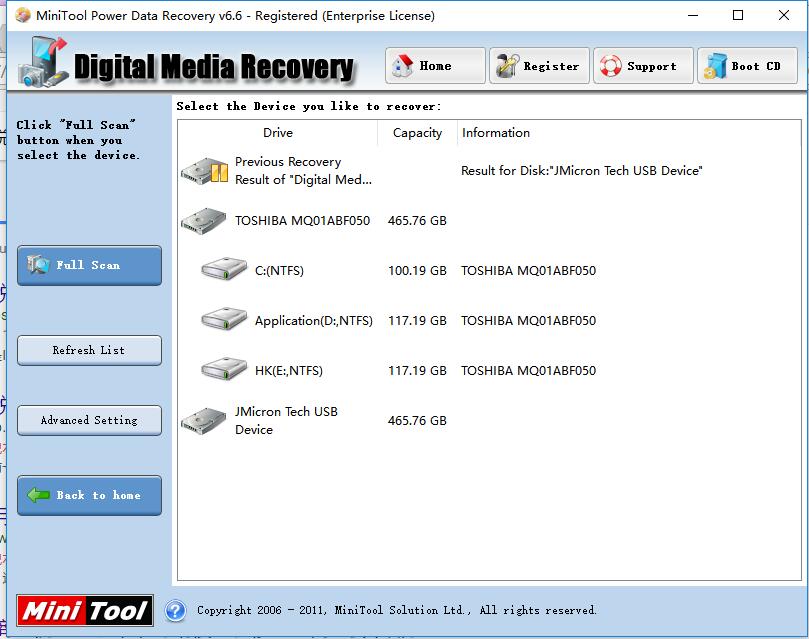 MiniTool Power Data Recovery v6.6 - Registered (Enterprise License)
Digital Media Recovery
Home
Register
Support
Boot CD
Click "Full Scan"
button when you
select the device.
Full Scan
Refresh List
Advanced Setting
Back to home
Select the Device you like to recover:
Drive Capacity Information
Previous Recovery
Result of "Digital Med... Result for Disk:"JMicron Tech USB Device"
TOSHIBA MQ01ABF050 465.76 GB
C:(NTFS) 100.19 GB TOSHIBA MQ01ABF050
Application(D:,NTFS) 117.19 GB TOSHIBA MQ01ABF050
HK(E:,NTFS) 117.19 GB TOSHIBA MQ01ABF050
JMicron Tech USB
Device 465.76 GB
Mini Tool
Copyright 2006 - 2011, MiniTool Solution Ltd., All rights reserved.